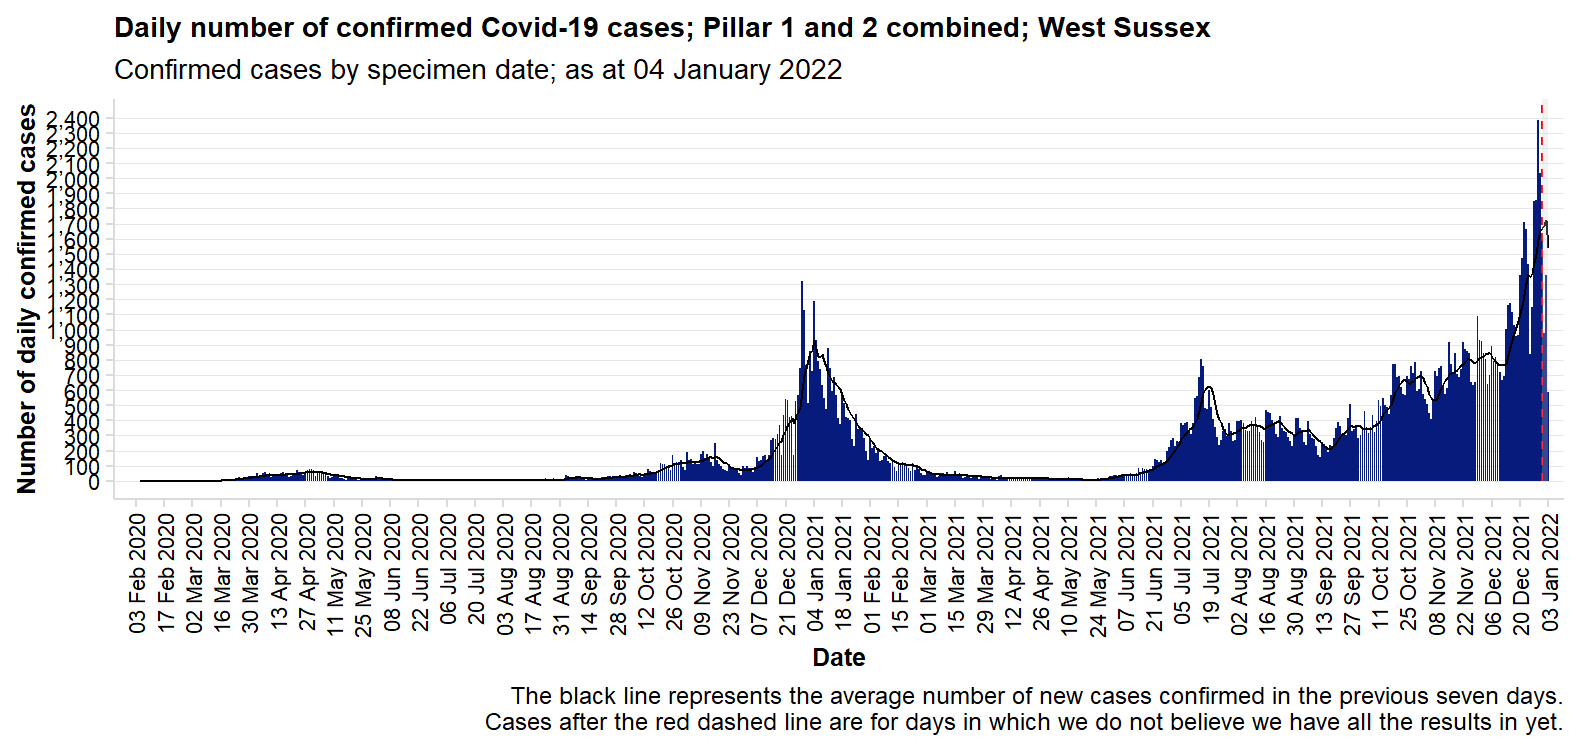 Daily number of confirmed Covid-19 cases; Pillar 1 and 2 combined; West Sussex
Confirmed cases by specimen date; as at 04 January 2022
Number of daily confirmed cases
2,400
2,300
2,200
2,100
2,000
1,900
1,800
1,700
1,600
1,500
1,400
1,300
1,200
1,100
1,000
900
800
700
600
500
400
300
200
100
0
03 Feb 2020
17 Feb 2020
02 Mar 2020
16 Mar 2020
30 Mar 2020
13 Apr 2020
27 Apr 2020
11 May 2020
25 May 2020
08 Jun 2020
22 Jun 2020
06 Jul 2020
20 Jul 2020
03 Aug 2020
17 Aug 2020
31 Aug 2020
14 Sep 2020
28 Sep 2020
12 Oct 2020
26 Oct 2020
09 Nov 2020
23 Nov 2020
07 Dec 2020
21 Dec 2020
04 Jan 2021
18 Jan 2021
01 Feb 2021
15 Feb 2021
01 Mar 2021
15 Mar 2021
29 Mar 2021
12 Apr 2021
26 Apr 2021
10 May 2021
24 May 2021
07 Jun 2021
21 Jun 2021
05 Jul 2021
19 Jul 2021
02 Aug 2021
16 Aug 2021
30 Aug 2021
13 Sep 2021
27 Sep 2021
11 Oct 2021
25 Oct 2021
08 Nov 2021
22 Nov 2021
06 Dec 2021
20 Dec 2021
03 Jan 2022
Date
The black line represents the average number of new cases confirmed in the previous seven days.
Cases after the red dashed line are for days in which we do not believe we have all the results in yet.